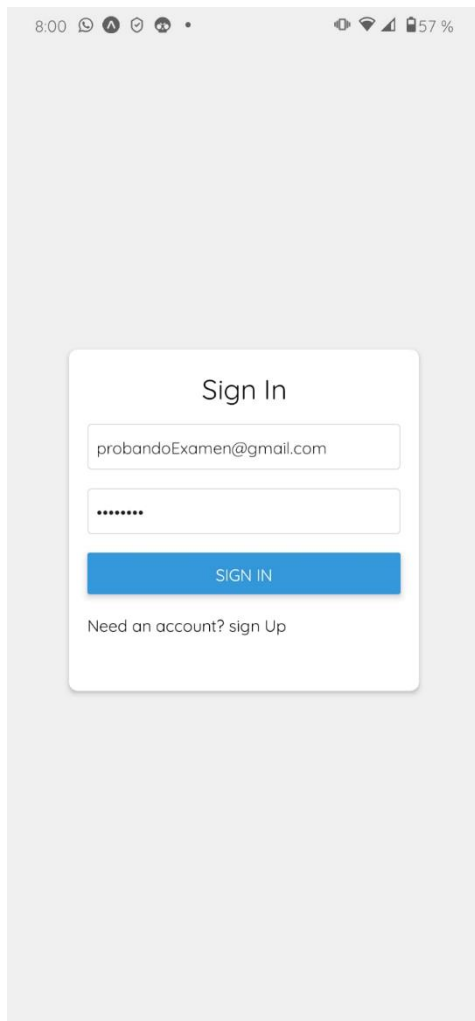 8:00 57 %
Sign In
probandoExamen@gmail.com
••••••••
SIGN IN
Need an account? sign Up